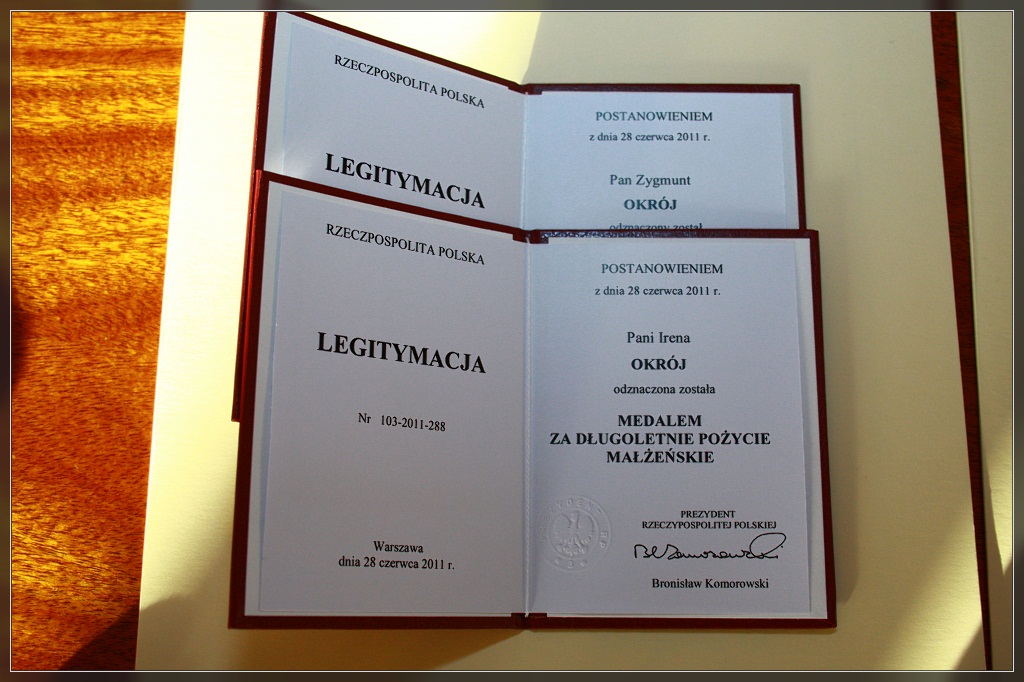 RZECZPOSPOLITA POLSKA
LEGITYMACJA
POSTANOWIENIEM
z dnia 28 czerwca 2011 r.
Pan Zygmunt
OKRÓJ
odznaczony został
RZECZPOSPOLITA POLSKA
LEGITYMACJA
Nr 103-2011-288
Warszawa
dnia 28 czerwca 2011 r.
POSTANOWIENIEM
z dnia 28 czerwca 2011 r.
Pani Irena
OKRÓJ
odznaczona została
MEDALEM
ZA DŁUGOLETNIE POŻYCIE
MAŁŻEŃSKIE
PREZYDENT
RZECZYPOSPOLITEJ POLSKIEJ
Bronisław Komorowski